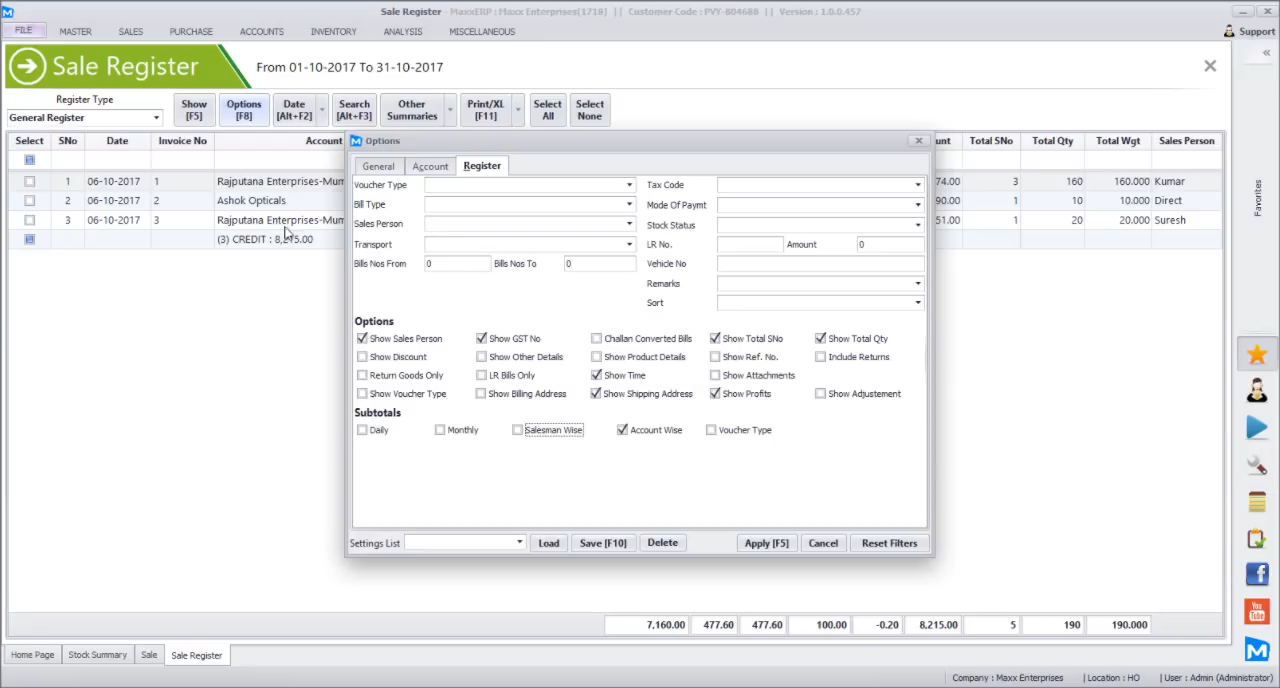 Sale Register - MaxxERP : Maxx Enterprises[1718] || Customer Code : PVY-804688 || Version : 1.0.0.457
FILE MASTER SALES PURCHASE ACCOUNTS INVENTORY ANALYSIS MISCELLANEOUS Support
Sale Register From 01-10-2017 To 31-10-2017
Register Type
General Register
Show [F5]
Options [F8]
Date [Alt+F2]
Search [Alt+F3]
Other Summaries
Print/XL [F11]
Select All
Select None
Select SNo Date Invoice No Account Total SNo Total Qty Total Wgt Sales Person
1 06-10-2017 1 Rajputana Enterprises-Mum 74.00 3 160 160.000 Kumar
2 06-10-2017 2 Ashok Opticals 90.00 1 10 10.000 Direct
3 06-10-2017 3 Rajputana Enterprises-Mum 51.00 1 20 20.000 Suresh
(3) CREDIT : 8,215.00
Favorites
Options
General Account Register
Voucher Type Tax Code
Bill Type Mode Of Paymt
Sales Person Stock Status
Transport LR No. Amount 0
Bills Nos From 0 Bills Nos To 0 Vehicle No
Remarks
Sort
Options
Show Sales Person Show GST No Challan Converted Bills Show Total SNo Show Total Qty
Show Discount Show Other Details Show Product Details Show Ref. No. Include Returns
Return Goods Only LR Bills Only Show Time Show Attachments
Show Voucher Type Show Billing Address Show Shipping Address Show Profits Show Adjustement
Subtotals
Daily Monthly Salesman Wise Account Wise Voucher Type
Settings List Load Save [F10] Delete Apply [F5] Cancel Reset Filters
7,160.00 477.60 477.60 100.00 -0.20 8,215.00 5 190 190.000
Home Page Stock Summary Sale Sale Register
Company : Maxx Enterprises | Location : HO | User : Admin (Administrator)
You Tube